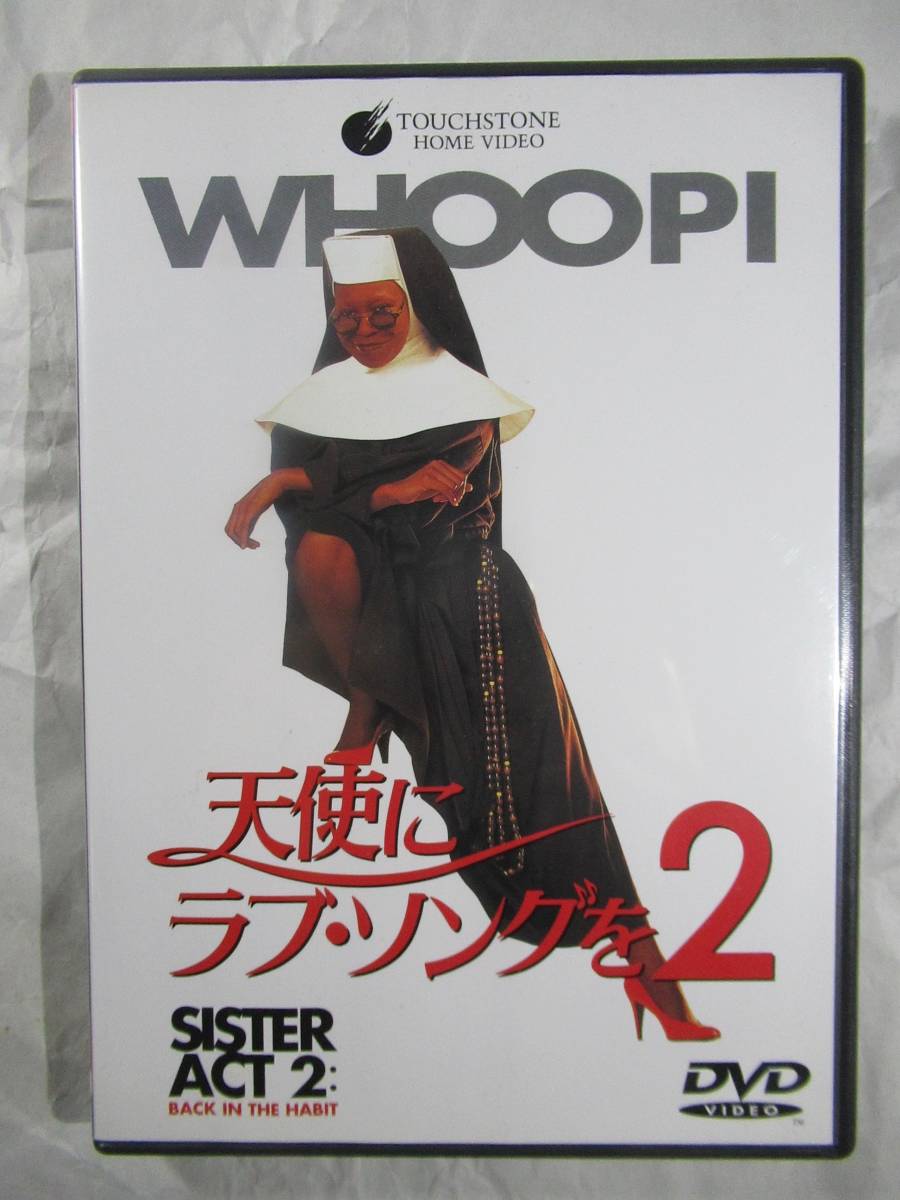 TOUCHSTONE
HOME VIDEO
WHOOPI
天使に
ラブ・ソングを2
SISTER
ACT 2:
BACK IN THE HABIT
DVD
VIDEO
TM